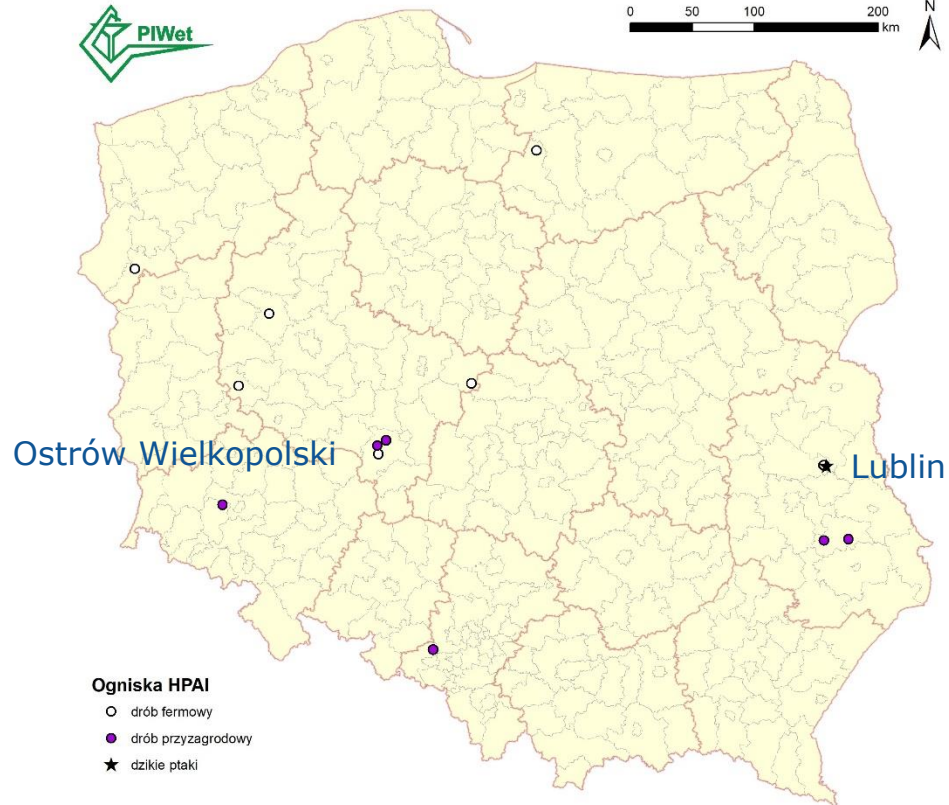 PIWet
0 50 100 200
km
N
Ostrów Wielkopolski
Lublin
Ogniska HPAI
drób fermowy
drób przyzagrodowy
dzikie ptaki